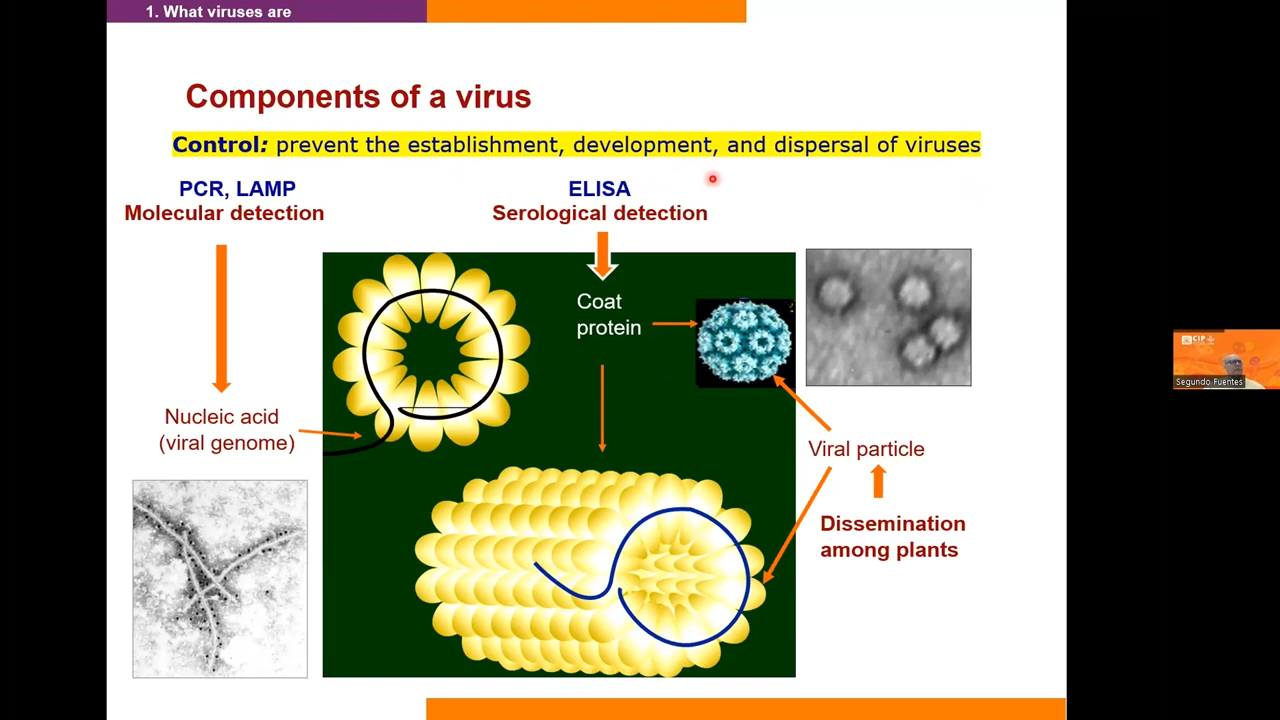 1. What viruses are
Components of a virus
Control: prevent the establishment, development, and dispersal of viruses
PCR, LAMP
Molecular detection
ELISA
Serological detection
Coat
protein
Nucleic acid
(viral genome)
Viral particle
Dissemination
among plants
CIP
Segundo Fuentes